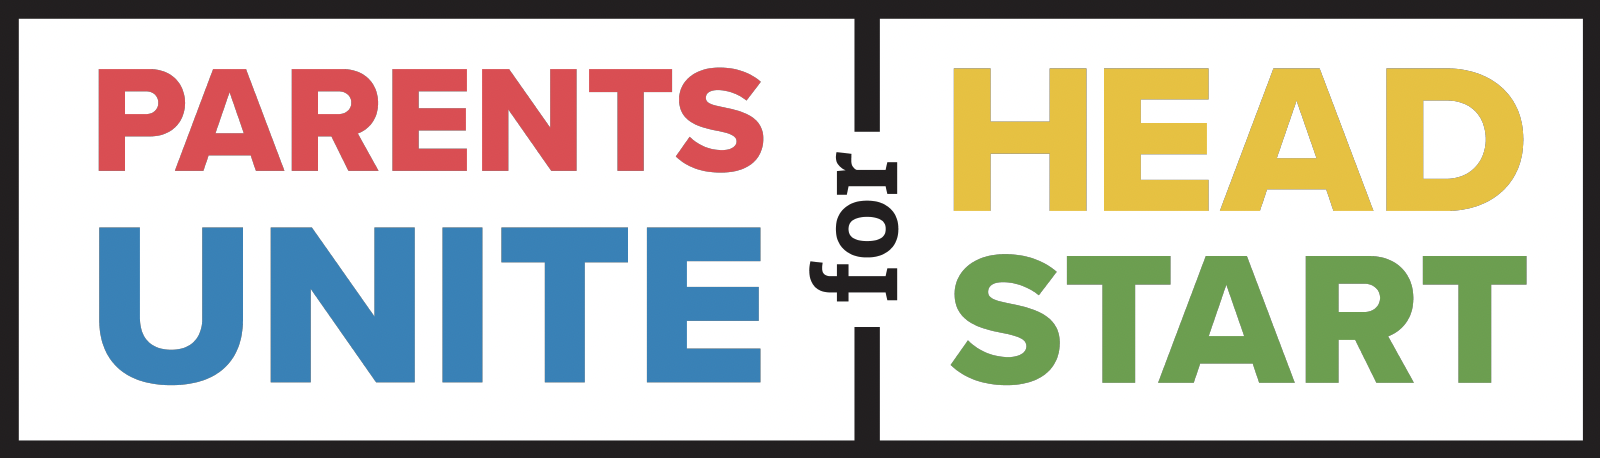 PARENTS
UNITE
for
HEAD
START